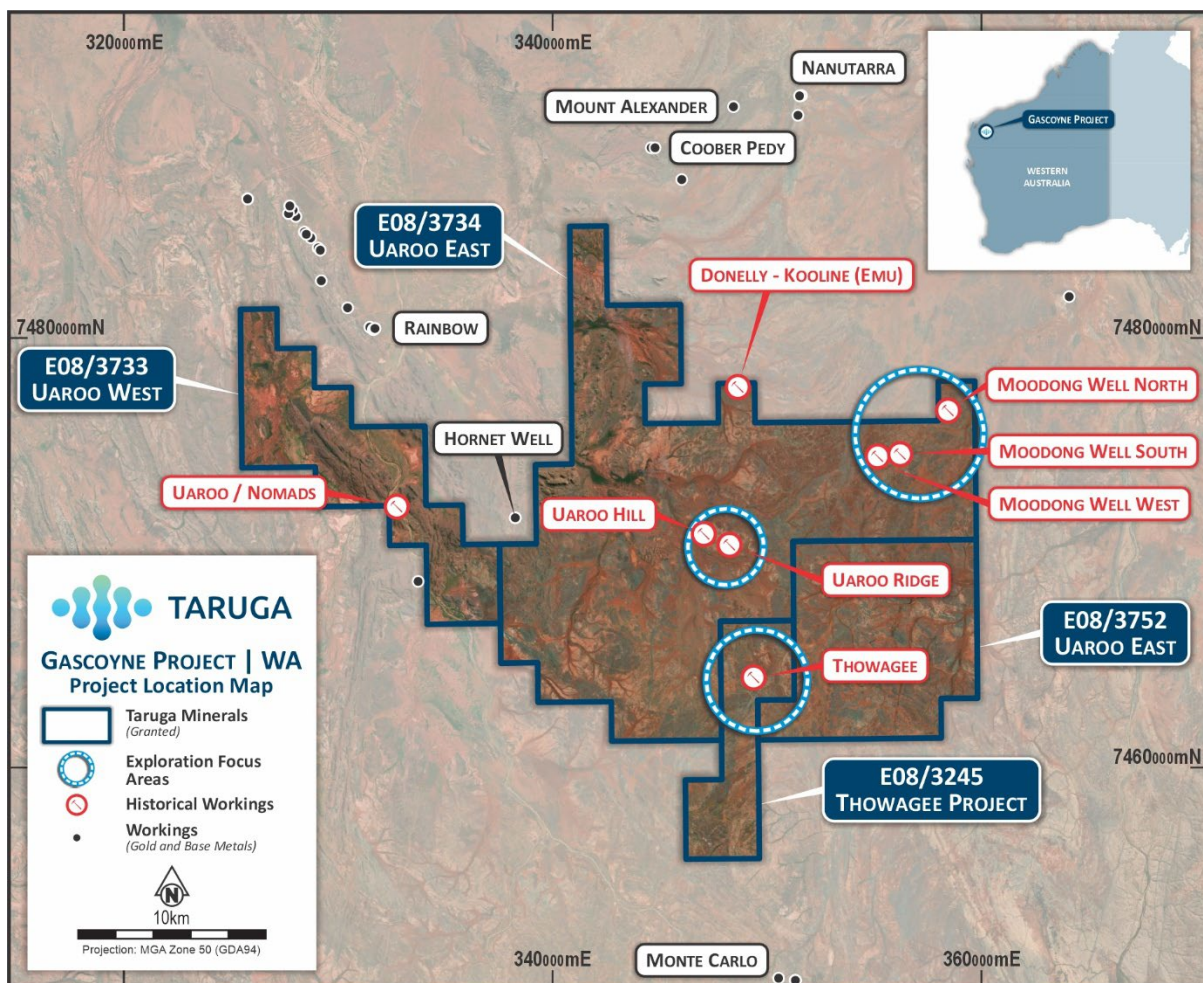 320000mE
340000mE
NANUTARRA
MOUNT ALEXANDER
COOBER PEDY
GASCOYNE PROJECT
WESTERN
AUSTRALIA
E08/3734
UAROO EAST
DONELLY - KOOLINE (EMU)
7480000mN
7480000mN
RAINBOW
E08/3733
UAROO WEST
MOODONG WELL NORTH
HORNET WELL
MOODONG WELL SOUTH
UAROO / NOMADS
MOODONG WELL WEST
UAROO HILL
UAROO RIDGE
E08/3752
UAROO EAST
THOWAGEE
7460000mN
E08/3245
THOWAGEE PROJECT
TARUGA
GASCOYNE PROJECT | WA
Project Location Map
Taruga Minerals
(Granted)
Exploration Focus
Areas
Historical Workings
Workings
(Gold and Base Metals)
N
10km
Projection: MGA Zone 50 (GDA94)
340000mE
MONTE CARLO
360000mE